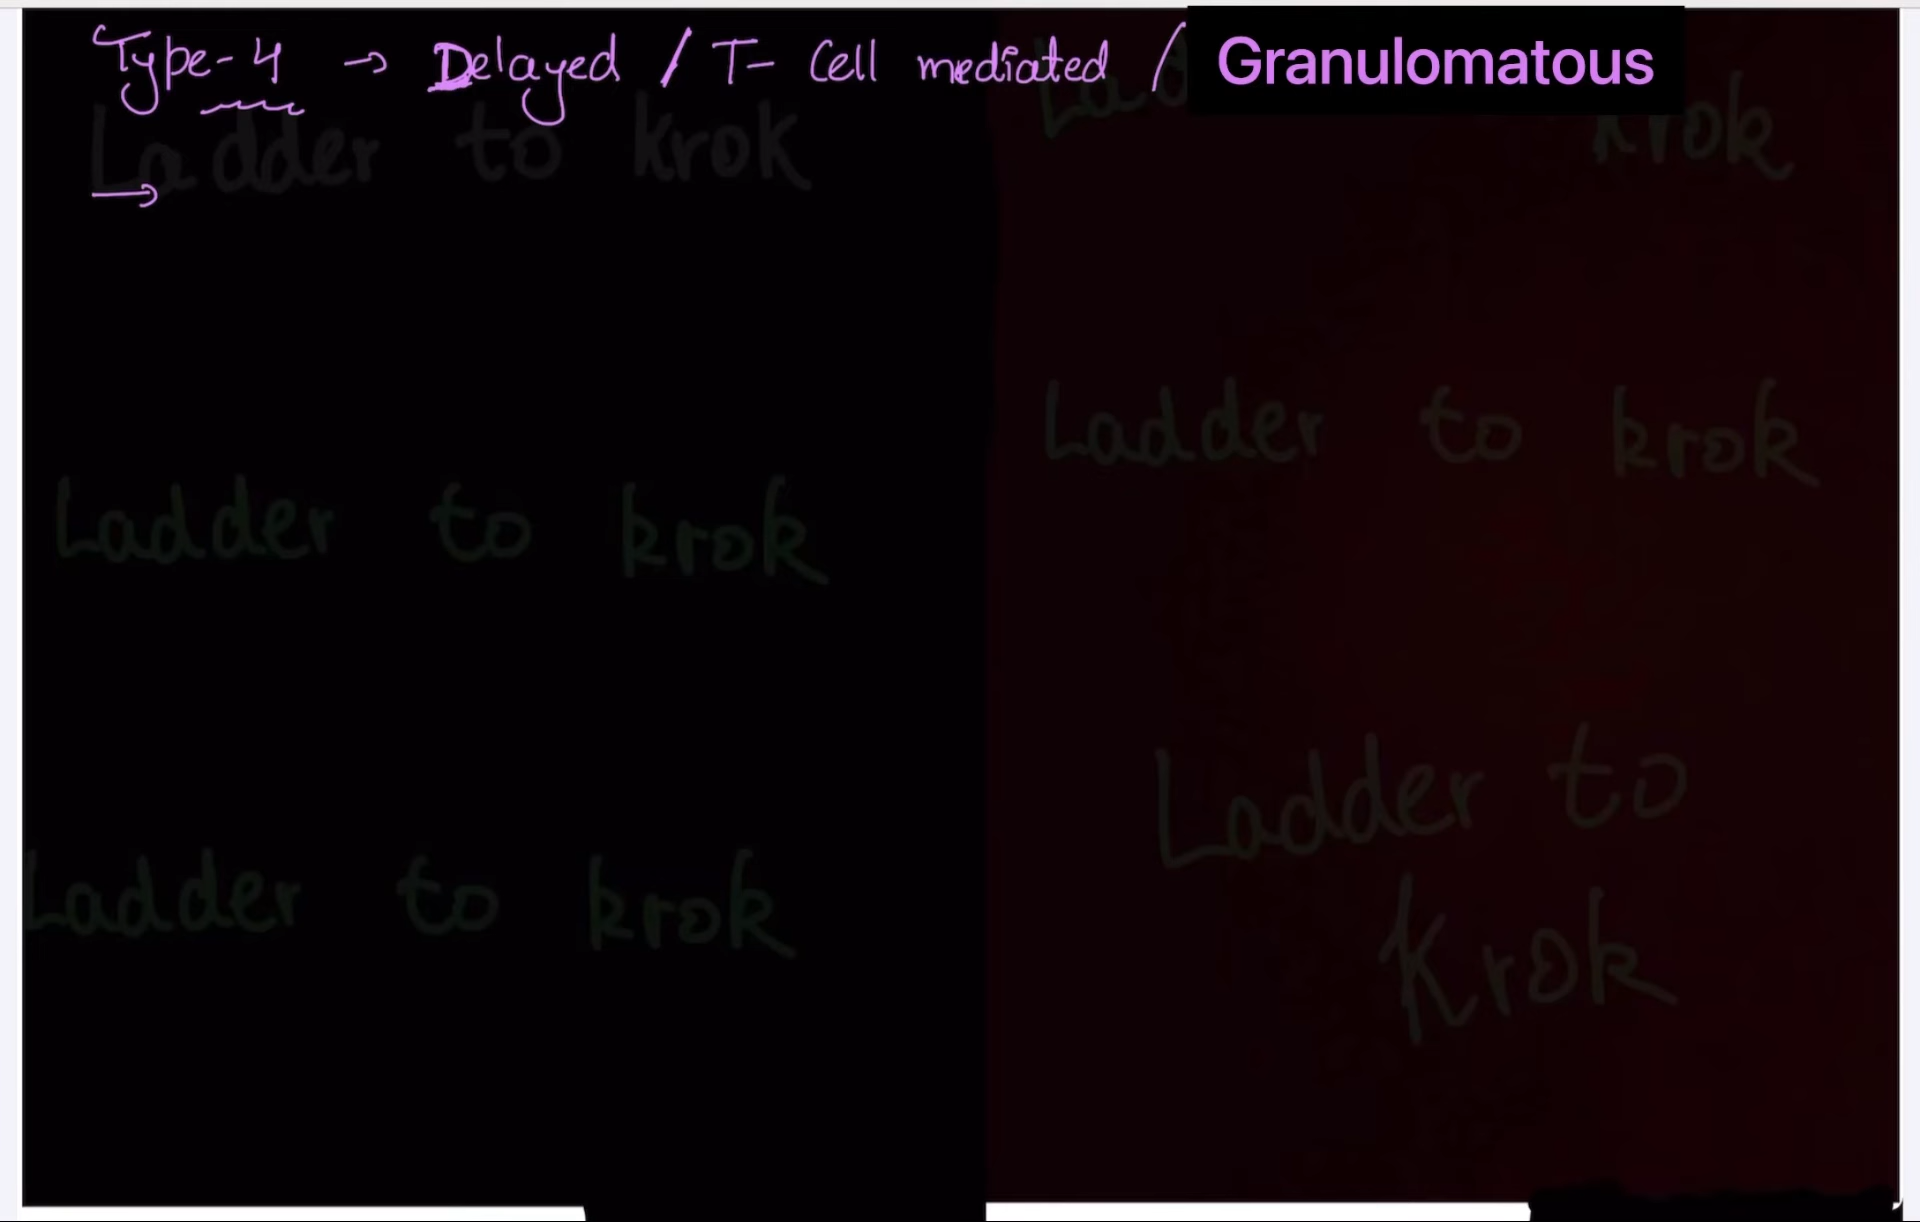 Type-4 → Delayed / T- Cell mediated / Granulomatous
Ladder to krok
krok
→
Ladder to krok
Ladder to krok
Ladder to
Krok
Ladder to krok